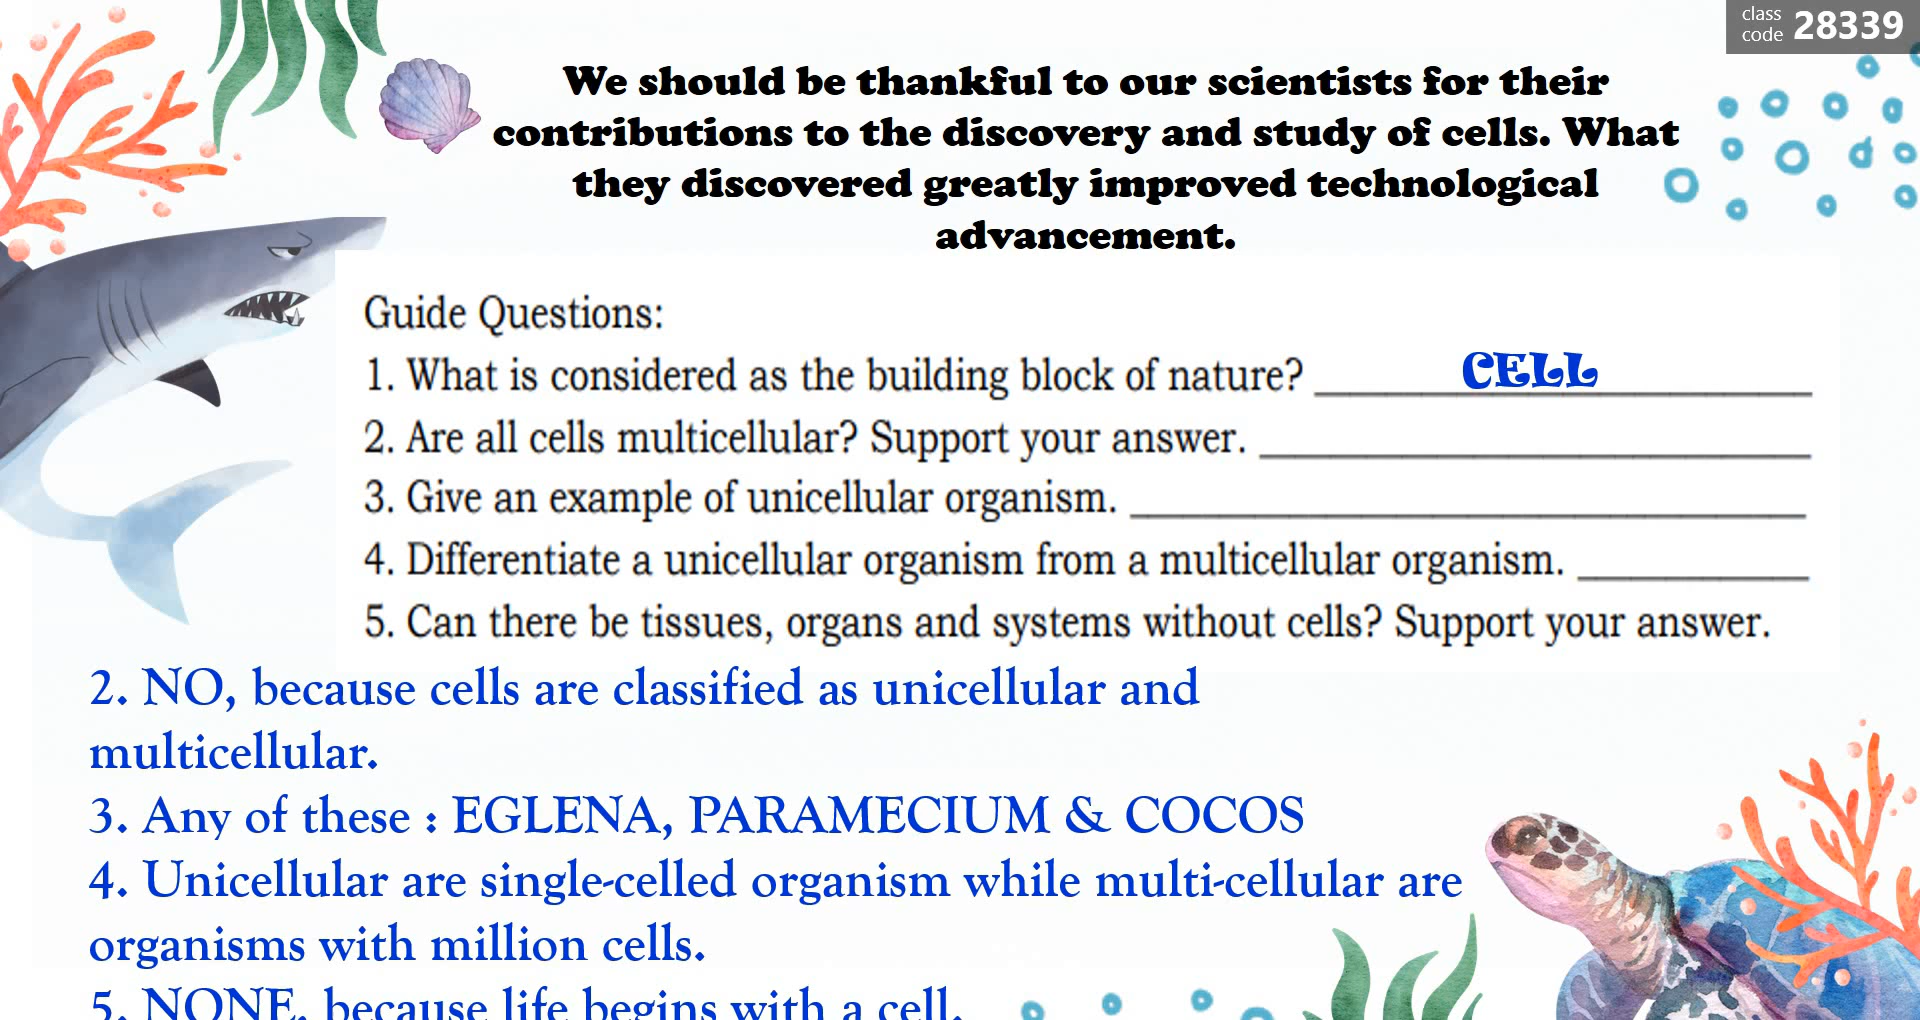 class
code 28339
We should be thankful to our scientists for their
contributions to the discovery and study of cells. What
they discovered greatly improved technological
advancement.
Guide Questions:
1. What is considered as the building block of nature? CELL
2. Are all cells multicellular? Support your answer.
3. Give an example of unicellular organism.
4. Differentiate a unicellular organism from a multicellular organism.
5. Can there be tissues, organs and systems without cells? Support your answer.
2. NO, because cells are classified as unicellular and
multicellular.
3. Any of these : EGLENA, PARAMECIUM & COCOS
4. Unicellular are single-celled organism while multi-cellular are
organisms with million cells.
5. NONE, because life begins with a cell.